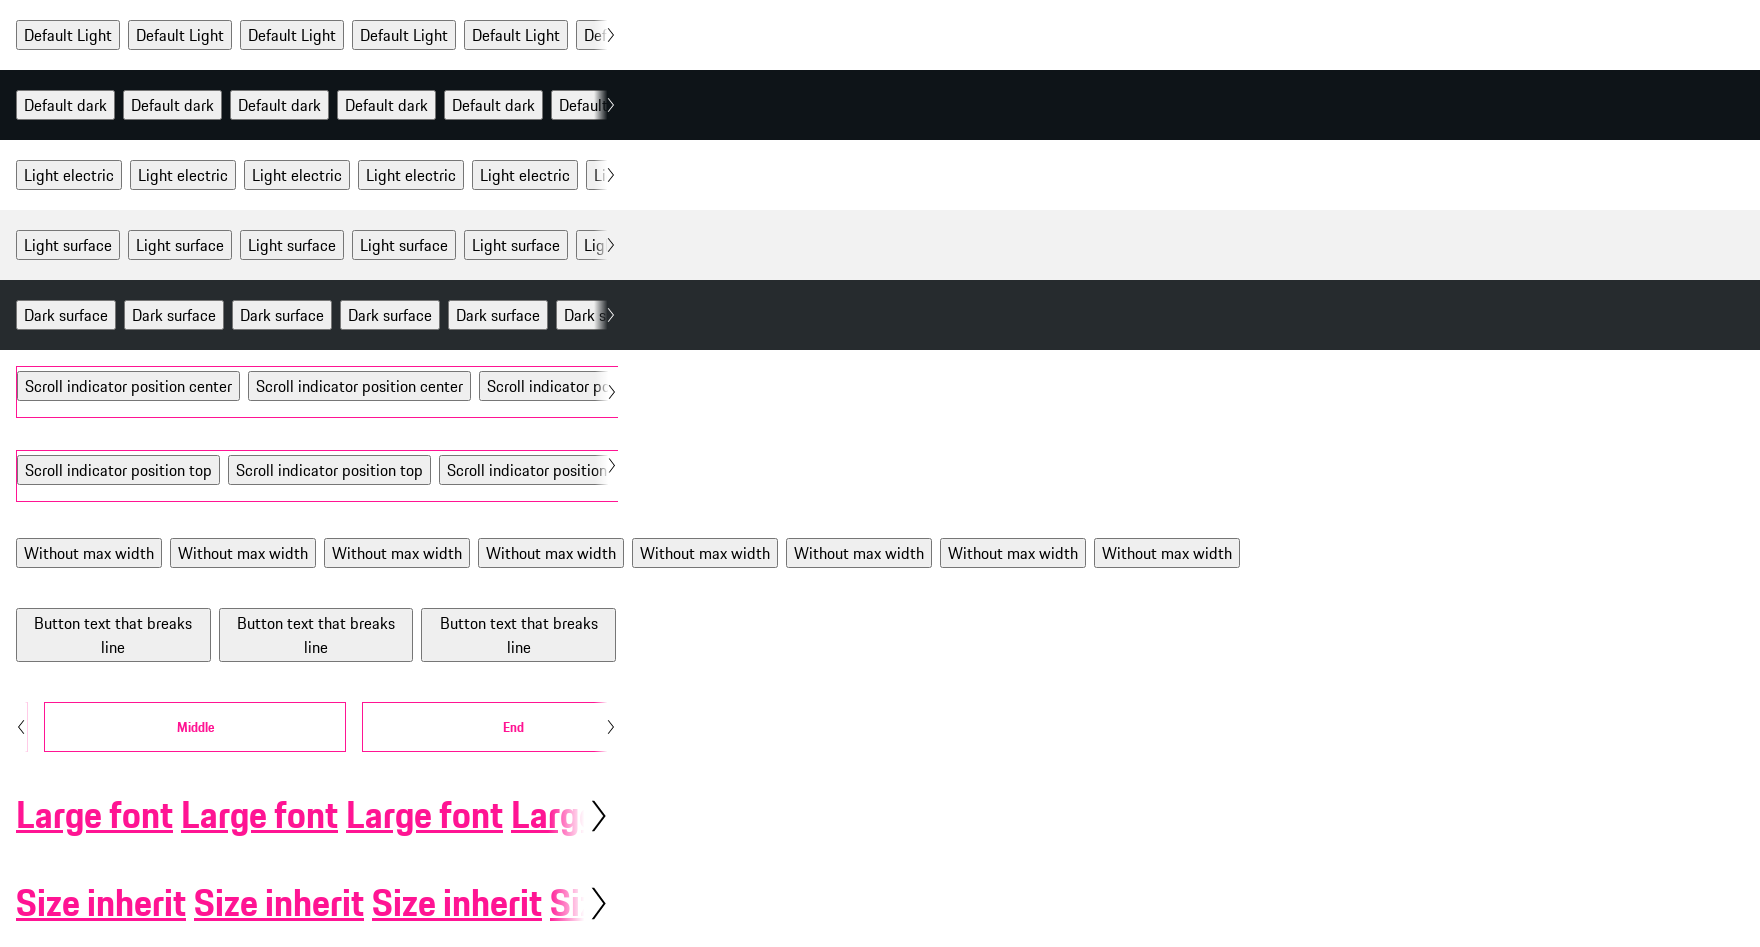 Default Light Default Light Default Light Default Light Default Light Def
Default dark Default dark Default dark Default dark Default dark Default
Light electric Light electric Light electric Light electric Light electric Li
Light surface Light surface Light surface Light surface Light surface Lig
Dark surface Dark surface Dark surface Dark surface Dark surface Dark s
Scroll indicator position center Scroll indicator position center Scroll indicator po
Scroll indicator position top Scroll indicator position top Scroll indicator position
Without max width Without max width Without max width Without max width Without max width Without max width Without max width Without max width
Button text that breaks Button text that breaks Button text that breaks
line line line
Middle End
Large font Large font Large font Larg
Size inherit Size inherit Size inherit Si